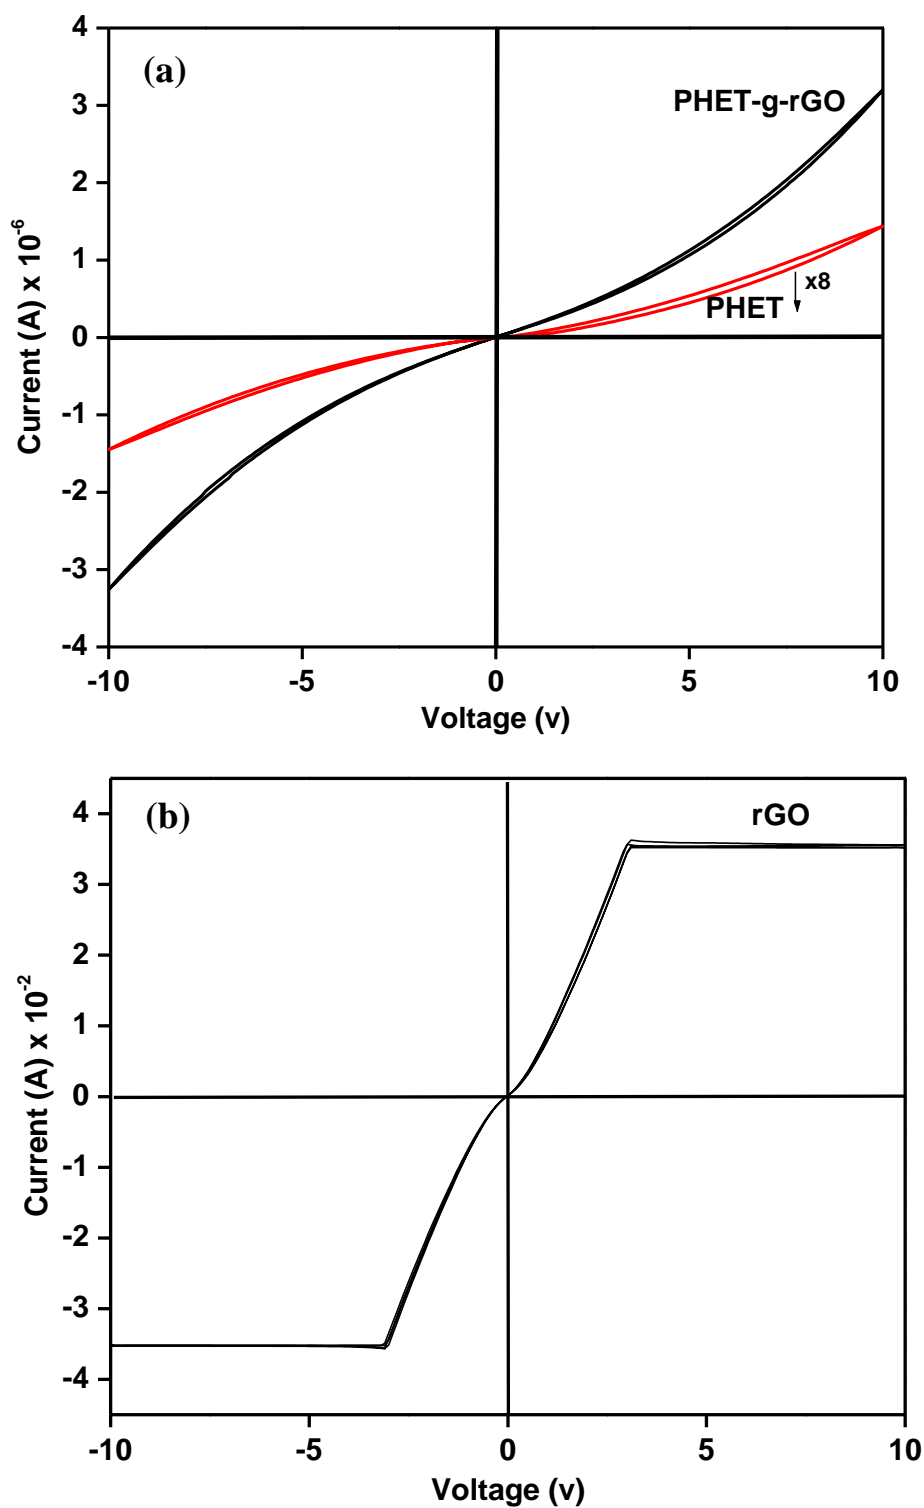 (a)
PHET-g-rGO
x8
PHET
4
3
2
1
0
-1
-2
-3
-4
Current (A) x 10-6
-10 -5 0 5 10
Voltage (v)
(b)
rGO
4
3
2
1
0
-1
-2
-3
-4
Current (A) x 10-2
-10 -5 0 5 10
Voltage (v)